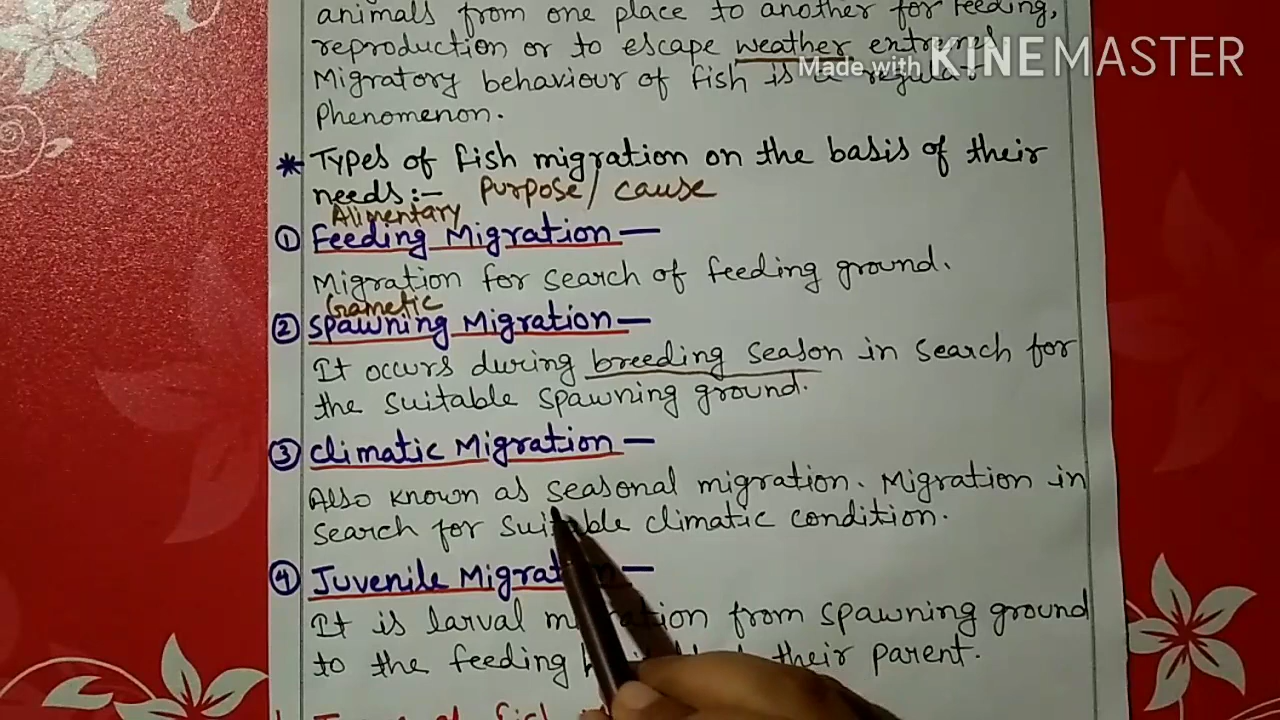 animals from one place to another for feeding,
reproduction or to escape weather
Made with KINEMASTER
Migratory behaviour of fish is a regular
Phenomenon.
* Types of fish migration on the basis of their
needs:- Purpose/ cause
Alimentary
① Feeding Migration —
Migration for search of feeding ground.
Gametic
② Spawning Migration —
It occurs during breeding season in search for
the suitable spawning ground.
③ Climatic Migration —
Also known as seasonal migration. Migration in
search for suitable climatic condition.
④ Juvenile Migration —
It is larval migration from spawning ground
to the feeding their parent.